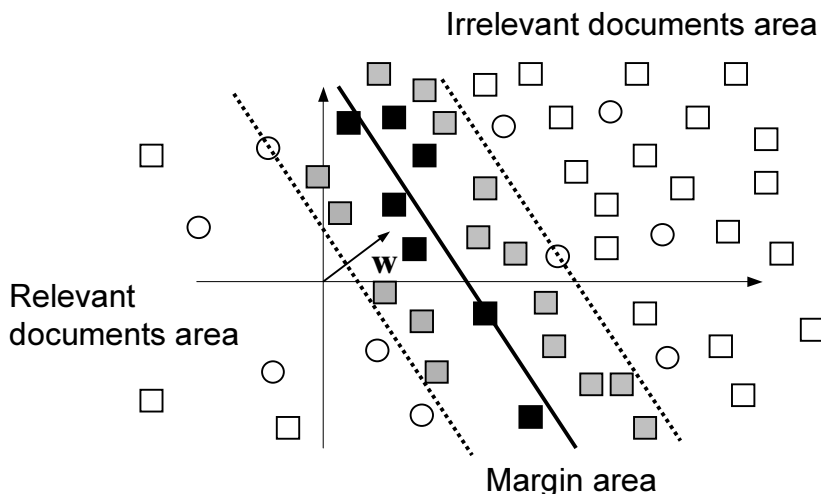 Irrelevant documents area
w
Relevant
documents area
Margin area